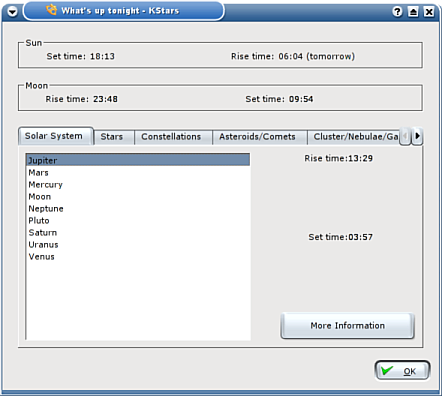 What's up tonight - KStars
Sun
Set time: 18:13 Rise time: 06:04 (tomorrow)
Moon
Rise time: 23:48 Set time: 09:54
Solar System Stars Constellations Asteroids/Comets Cluster/Nebulae/Ga
Jupiter
Mars
Mercury
Moon
Neptune
Pluto
Saturn
Uranus
Venus
Rise time:13:29
Set time:03:57
More Information
OK